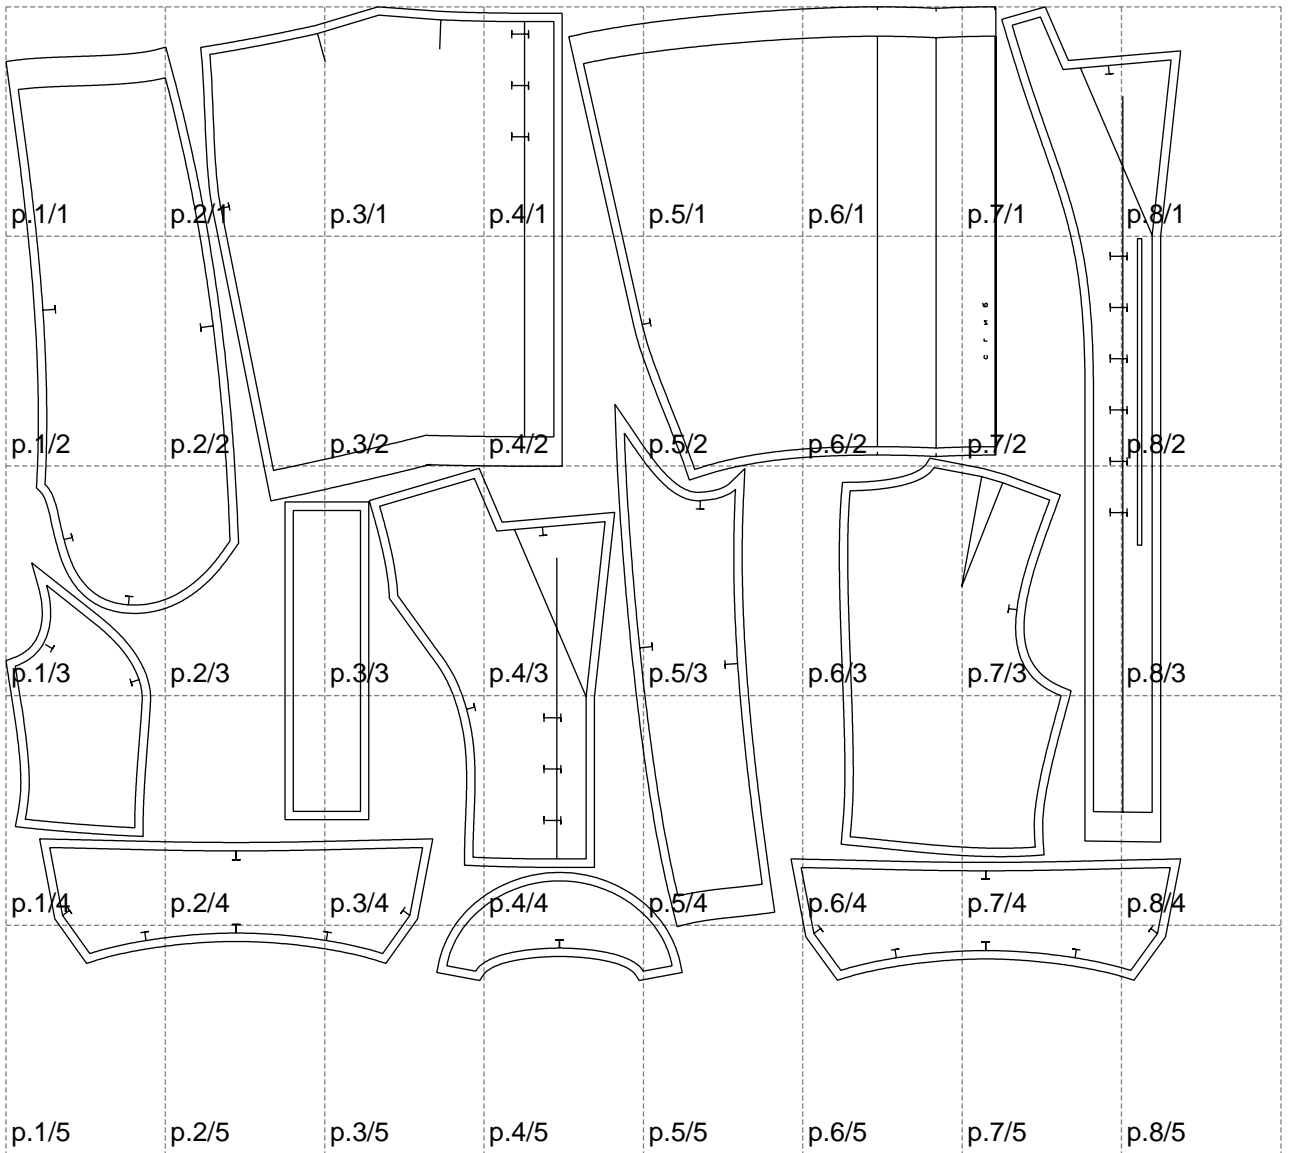 p.1/1 p.2/1 p.3/1 p.4/1 p.5/1 p.6/1 p.7/1 p.8/1
сгиб
p.1/2 p.2/2 p.3/2 p.4/2 p.5/2 p.6/2 p.7/2 p.8/2
p.1/3 p.2/3 p.3/3 p.4/3 p.5/3 p.6/3 p.7/3 p.8/3
p.1/4 p.2/4 p.3/4 p.4/4 p.5/4 p.6/4 p.7/4 p.8/4
p.1/5 p.2/5 p.3/5 p.4/5 p.5/5 p.6/5 p.7/5 p.8/5